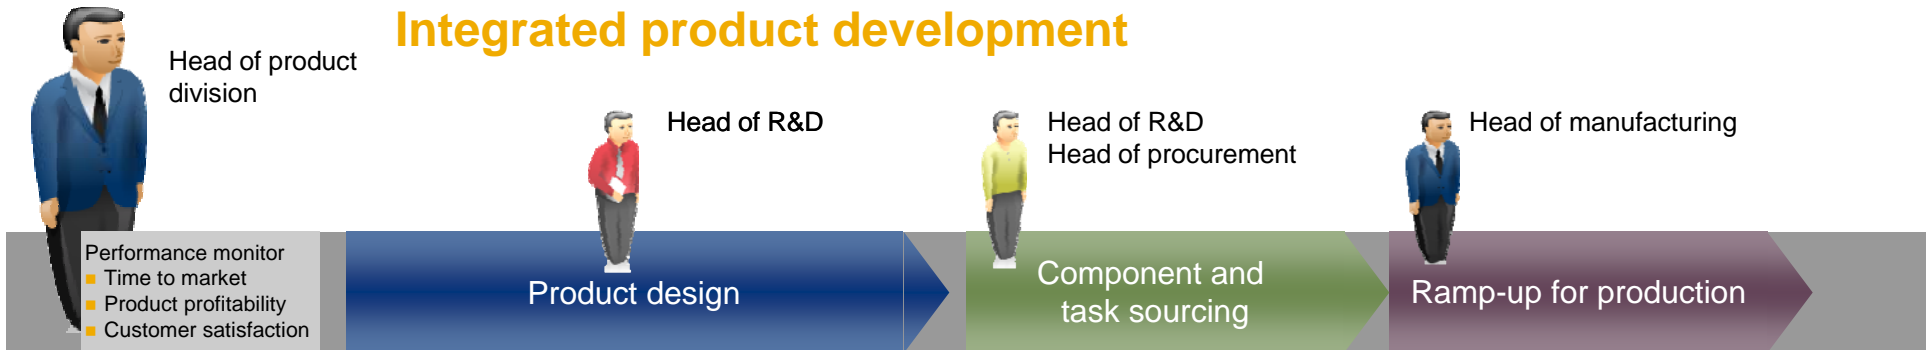 Integrated product development
Head of product
division
Head of R&D
Head of R&D
Head of procurement
Head of manufacturing
Performance monitor
Time to market
Product profitability
Customer satisfaction
Product design
Component and
task sourcing
Ramp-up for production